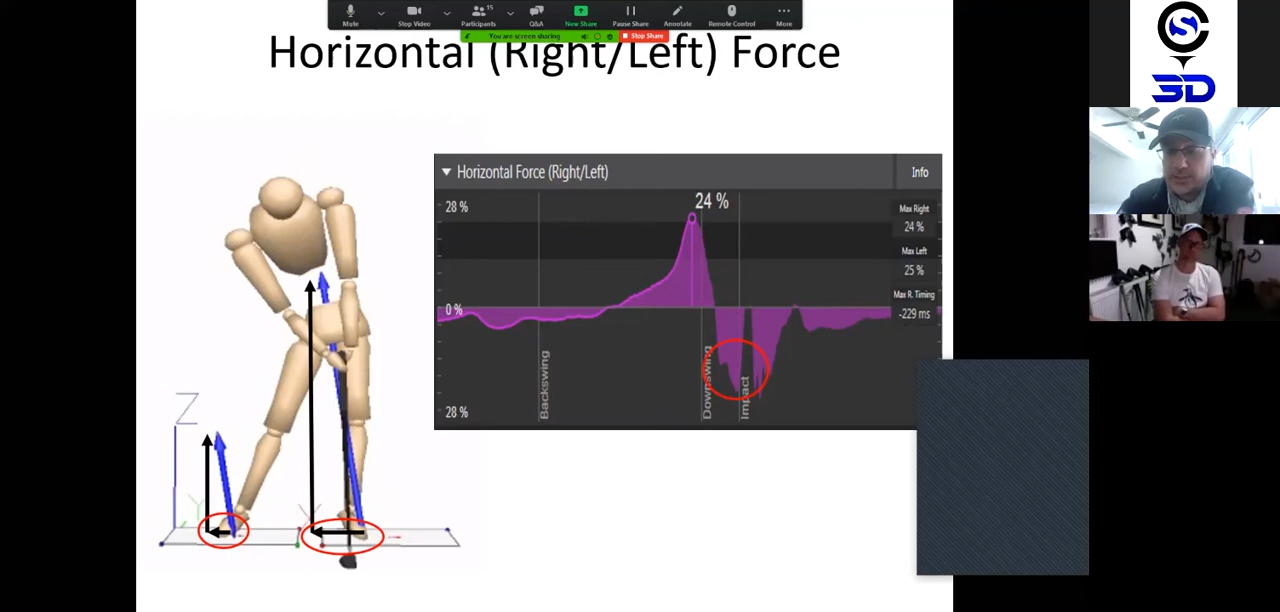 15
Mute
Stop Video
Participants
Q&A
New Share
Pause Share
Annotate
Remote Control
More
You are screen sharing
Stop Share
Horizontal (Right/Left) Force
Horizontal Force (Right/Left)
Info
28 %
24 %
0 %
28 %
Backswing
Downswing
Impact
Max Right
24 %
Max Left
25 %
Max R. Timing
-229 ms
Z
Y
X
CS
3D